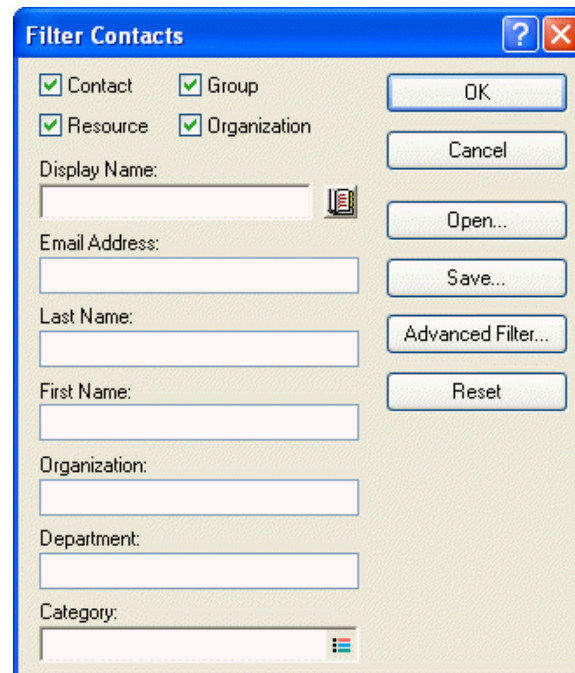 Filter Contacts
Contact
Group
Resource
Organization
Display Name:
Email Address:
Last Name:
First Name:
Organization:
Department:
Category:
OK
Cancel
Open...
Save...
Advanced Filter...
Reset